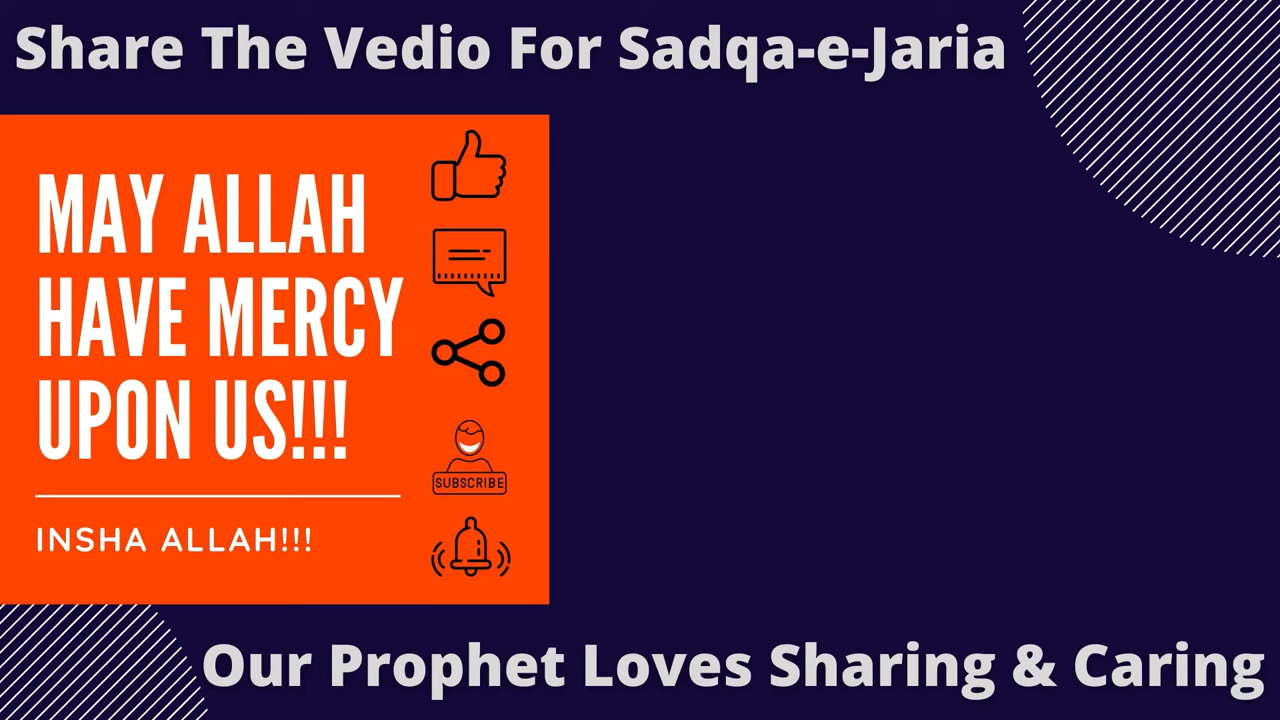 Share The Vedio For Sadqa-e-Jaria
MAY ALLAH
HAVE MERCY
UPON US!!!
SUBSCRIBE
INSHA ALLAH!!!
Our Prophet Loves Sharing & Caring